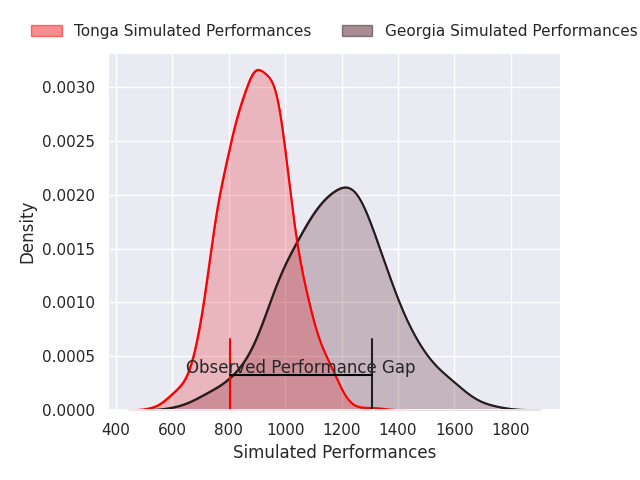 Tonga Simulated Performances Georgia Simulated Performances
0.0030
0.0025
0.0020
0.0015
0.0010
0.0005
0.0000
Density
Observed Performance Gap
400 600 800 1000 1200 1400 1600 1800
Simulated Performances